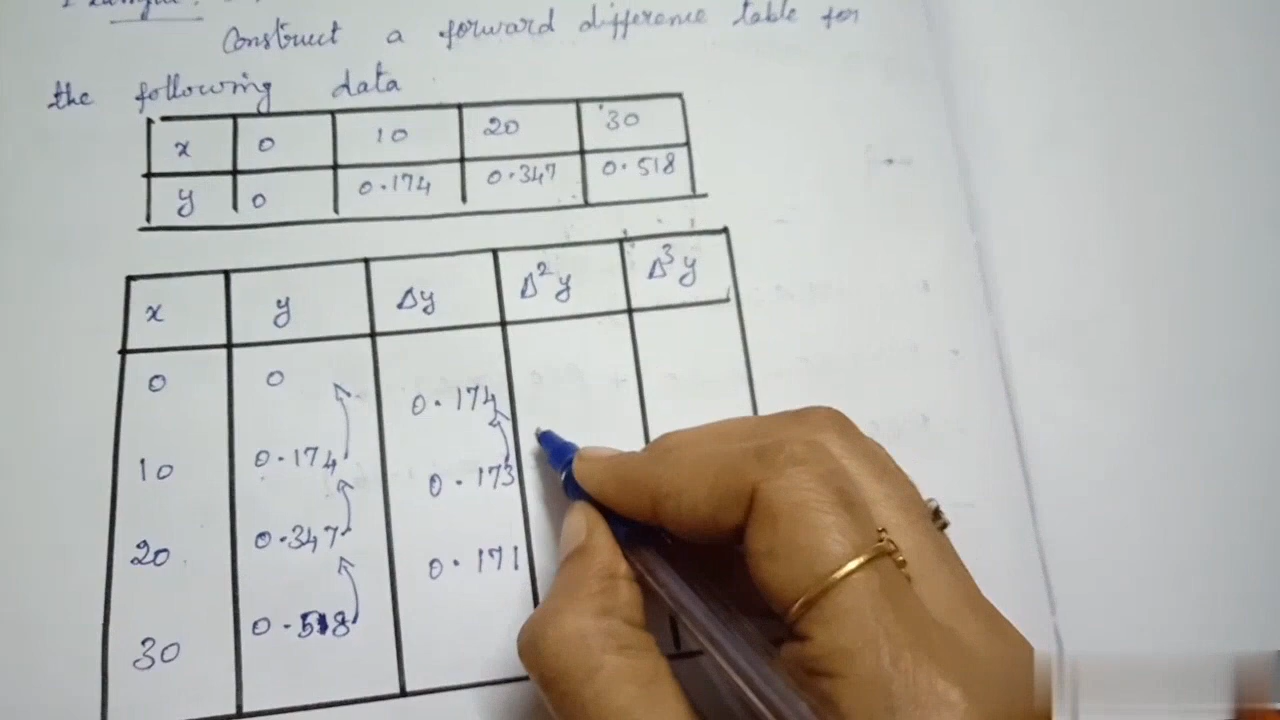 Construct a forward difference table for
the following data
x 0 10 20 30
y 0 0.174 0.347 0.518
x y Δy Δ²y Δ³y
0 0
0.174
10 0.174
0.173
20 0.347
0.171
30 0.518